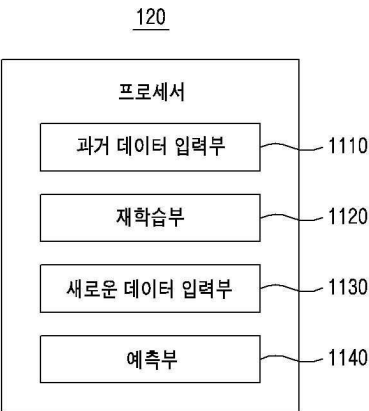 120
프로세서
과거 데이터 입력부
1110
재학습부
1120
새로운 데이터 입력부
1130
예측부
1140